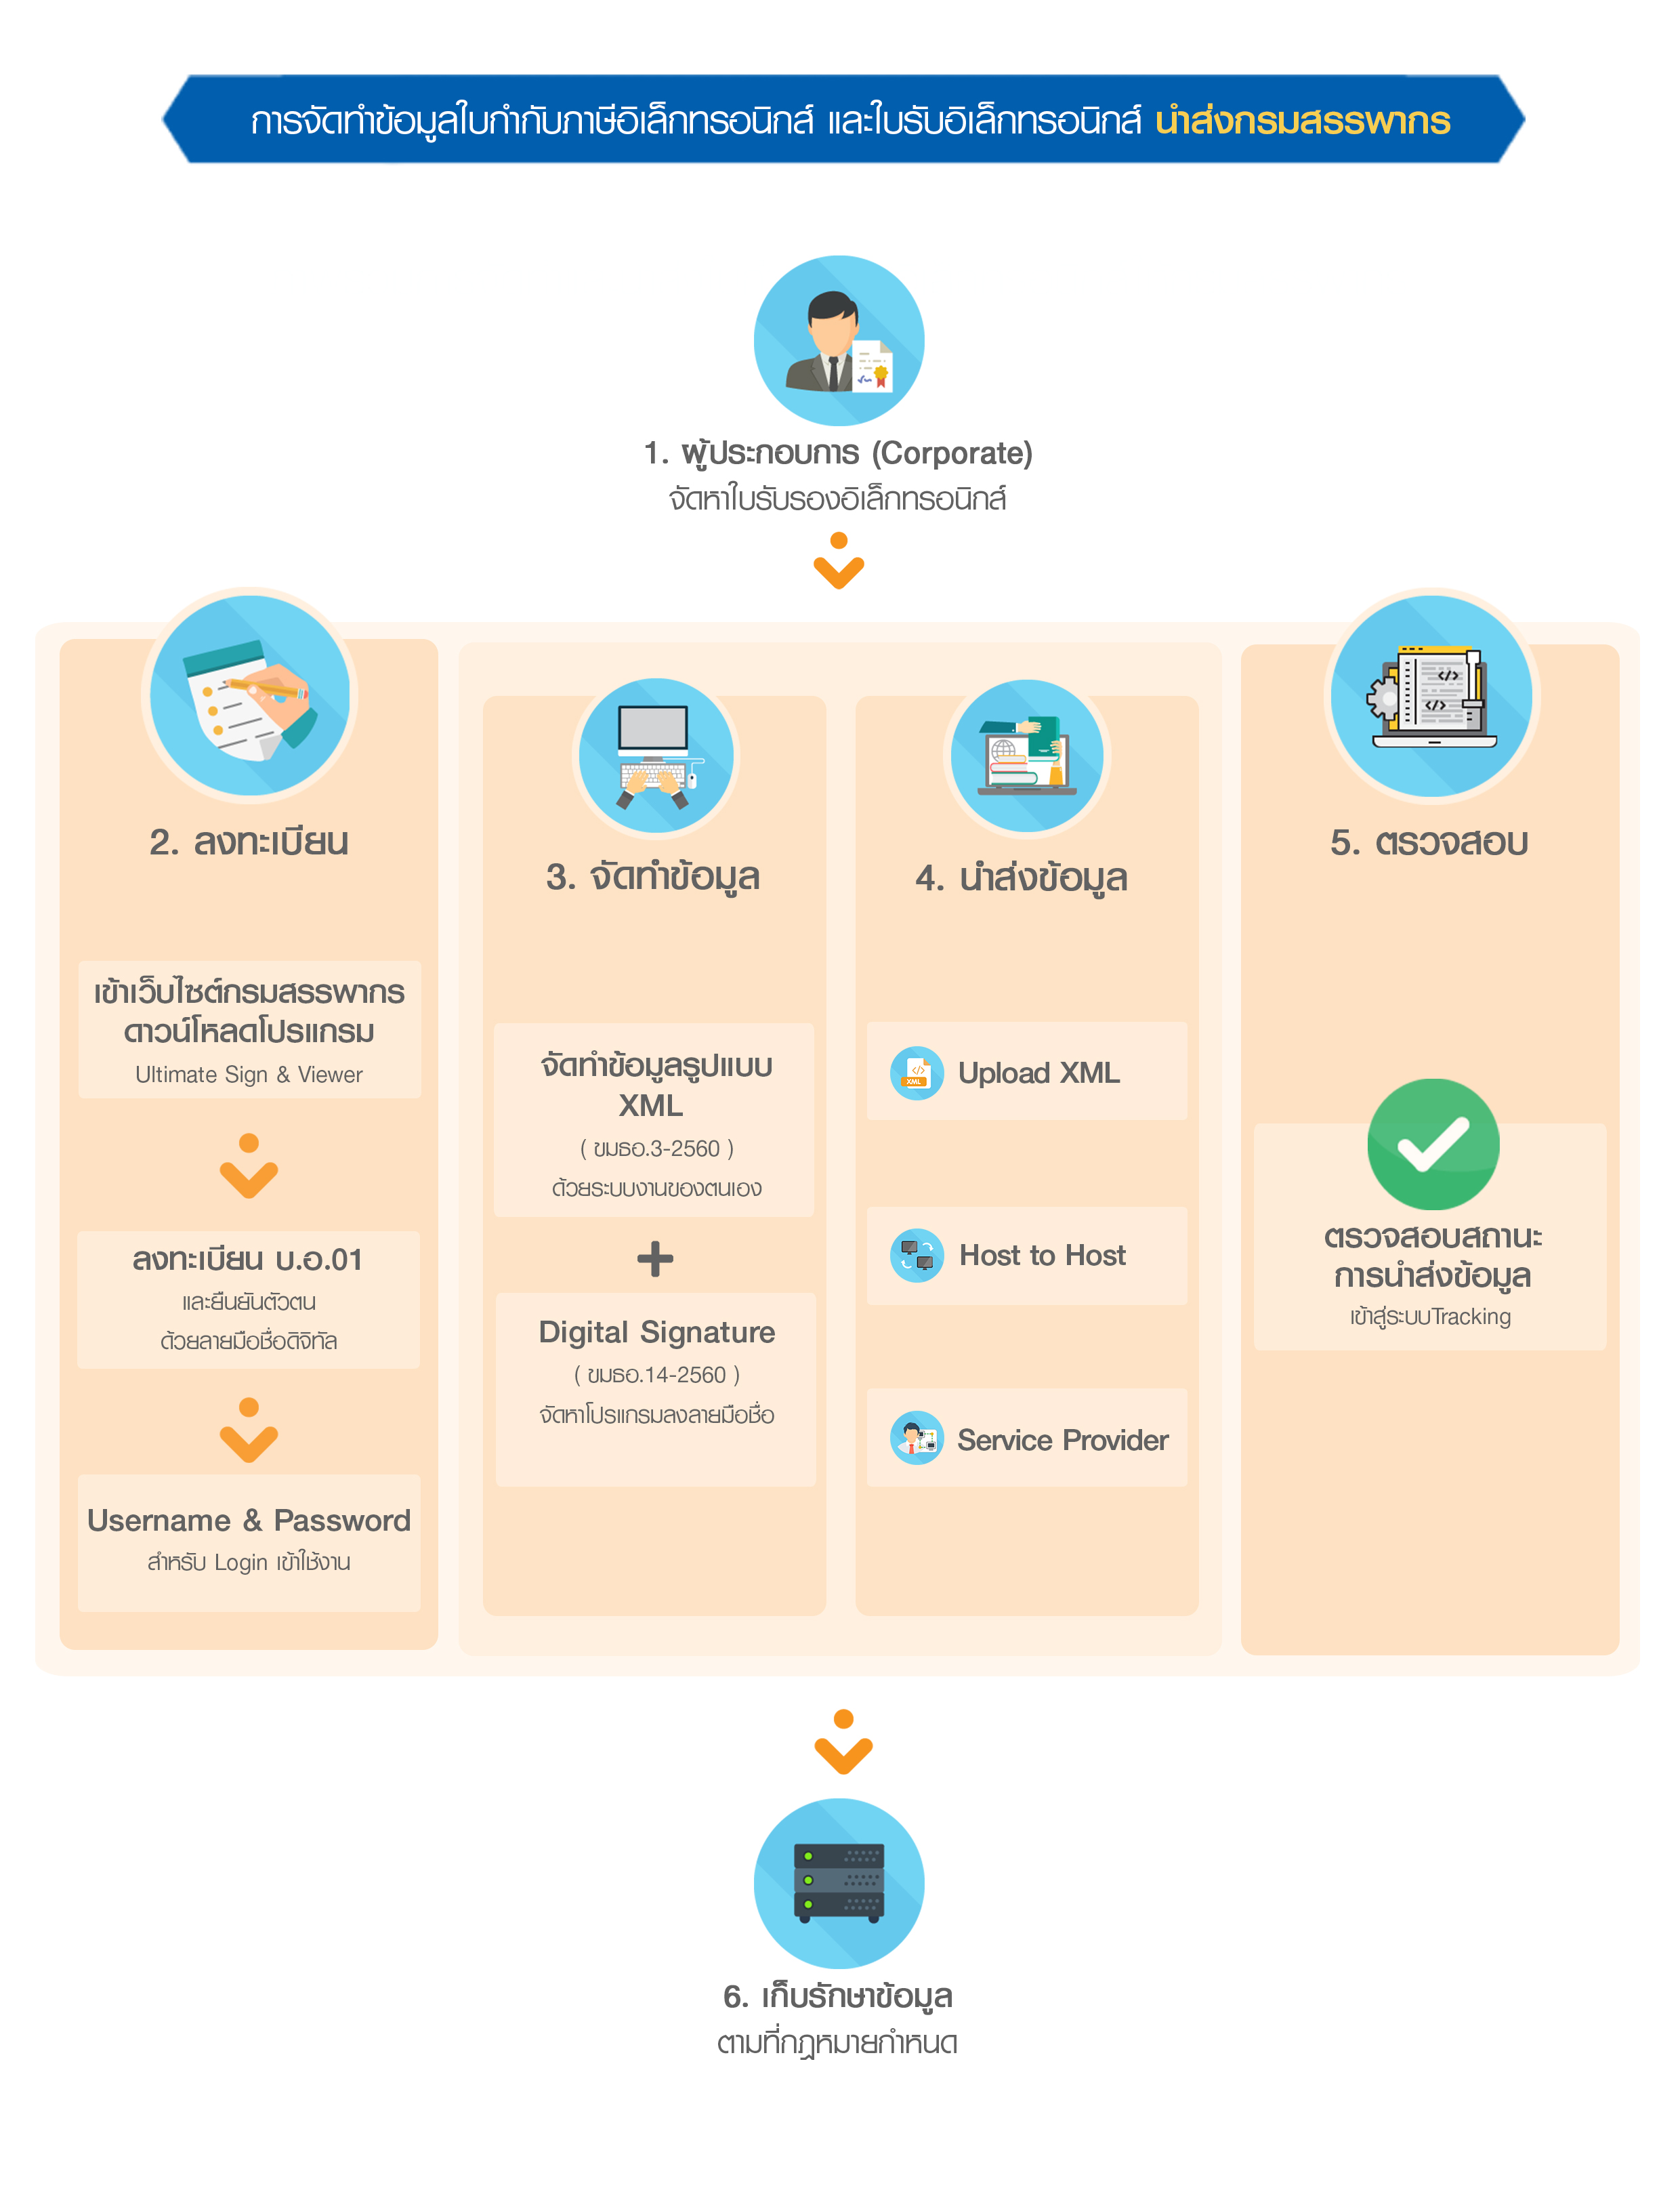 การจัดทำข้อมูลใบกำกับภาษีอิเล็กทรอนิกส์ และใบรับอิเล็กทรอนิกส์ นำส่งกรมสรรพากร
1. ผู้ประกอบการ (Corporate)
จัดหาใบรับรองอิเล็กทรอนิกส์
2. ลงทะเบียน
เข้าเว็บไซต์กรมสรรพากร
ดาวน์โหลดโปรแกรม
Ultimate Sign & Viewer
ลงทะเบียน บ.อ.01
และยืนยันตัวตน
ด้วยลายมือชื่อดิจิทัล
Username & Password
สำหรับ Login เข้าใช้งาน
3. จัดทำข้อมูล
จัดทำข้อมูลรูปแบบ
XML
( ขมธอ.3-2560 )
ด้วยระบบงานของตนเอง
+
Digital Signature
( ขมธอ.14-2560 )
จัดหาโปรแกรมลงลายมือชื่อ
4. นำส่งข้อมูล
</>
XML
Upload XML
Host to Host
Service Provider
5. ตรวจสอบ
</>
</>
ตรวจสอบสถานะ
การนำส่งข้อมูล
เข้าสู่ระบบTracking
6. เก็บรักษาข้อมูล
ตามที่กฎหมายกำหนด